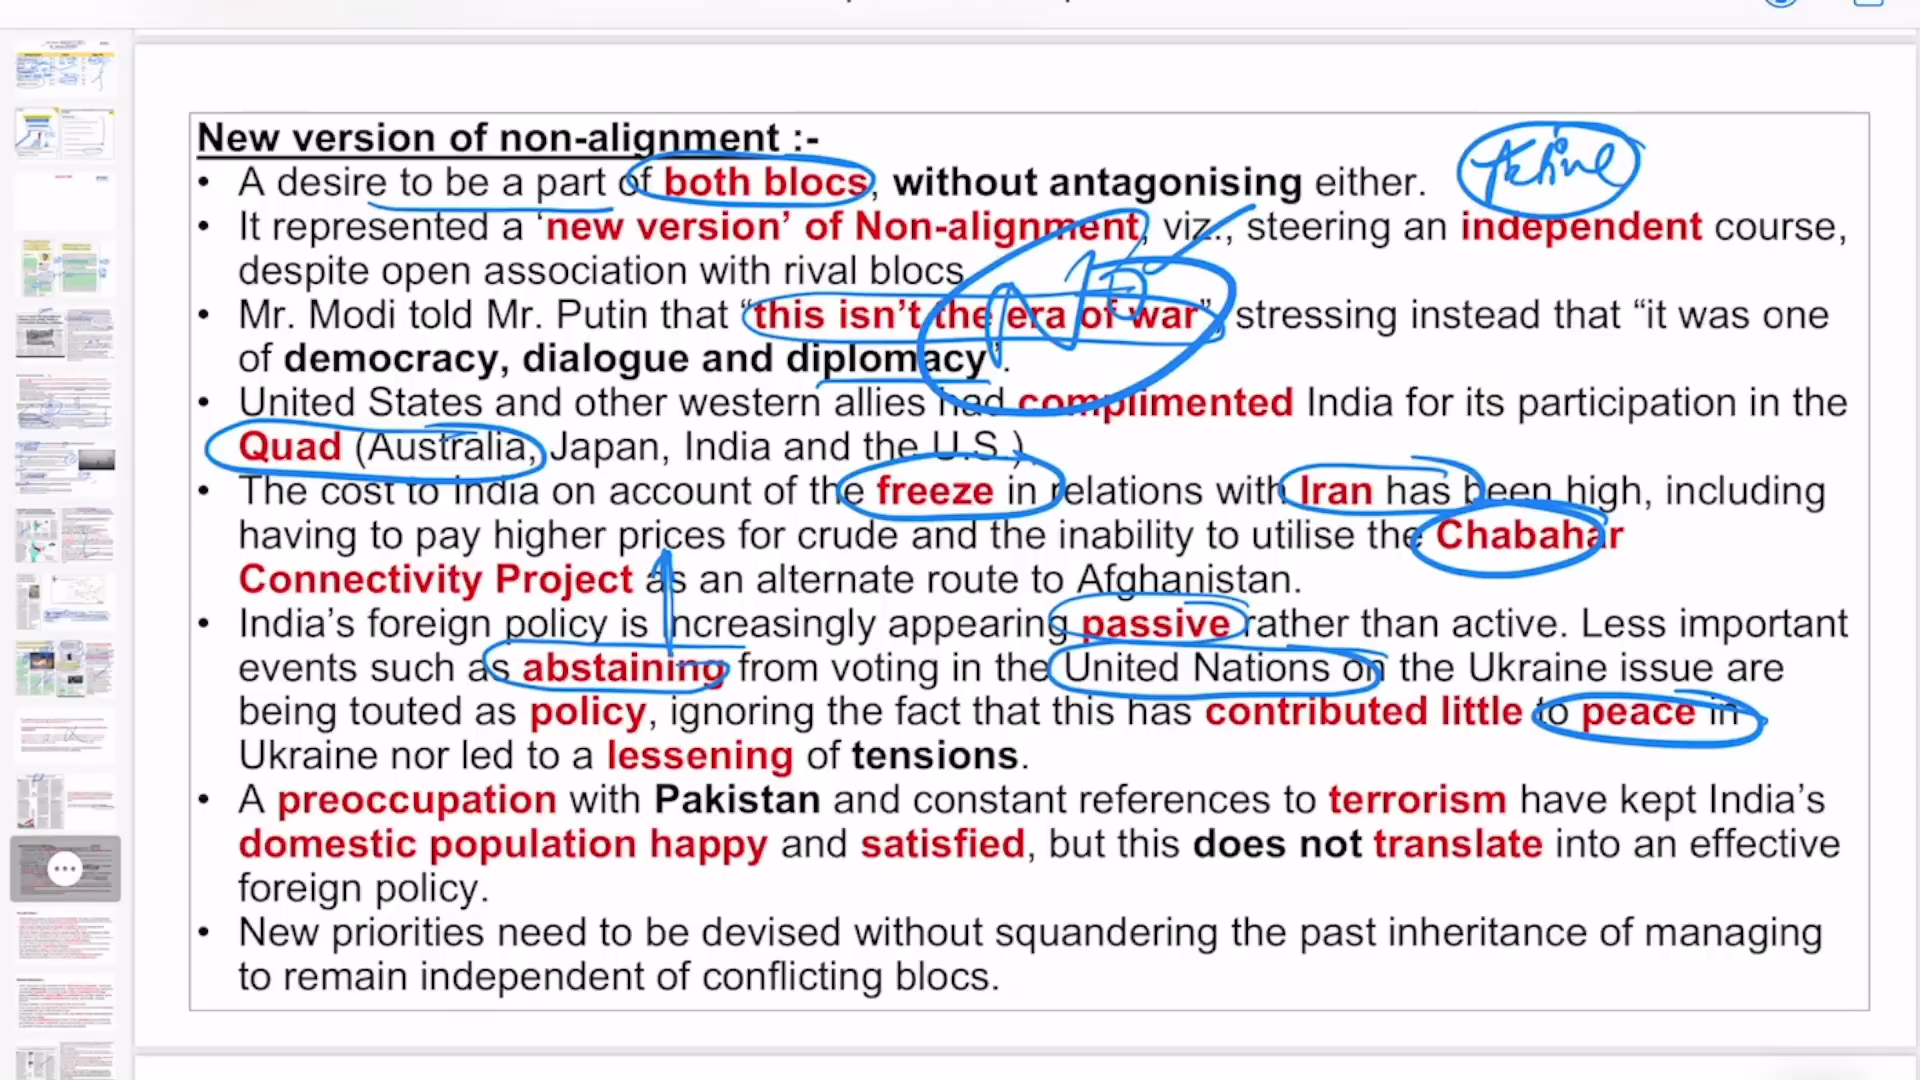 New version of non-alignment :-
• A desire to be a part of both blocs, without antagonising either.
• It represented a ‘new version’ of Non-alignment, viz., steering an independent course,
despite open association with rival blocs.
• Mr. Modi told Mr. Putin that “this isn’t the era of war”, stressing instead that “it was one
of democracy, dialogue and diplomacy”.
• United States and other western allies had complimented India for its participation in the
Quad (Australia, Japan, India and the U.S.).
• The cost to India on account of the freeze in relations with Iran has been high, including
having to pay higher prices for crude and the inability to utilise the Chabahar
Connectivity Project as an alternate route to Afghanistan.
• India’s foreign policy is increasingly appearing passive rather than active. Less important
events such as abstaining from voting in the United Nations on the Ukraine issue are
being touted as policy, ignoring the fact that this has contributed little to peace in
Ukraine nor led to a lessening of tensions.
• A preoccupation with Pakistan and constant references to terrorism have kept India’s
domestic population happy and satisfied, but this does not translate into an effective
foreign policy.
• New priorities need to be devised without squandering the past inheritance of managing
to remain independent of conflicting blocs.